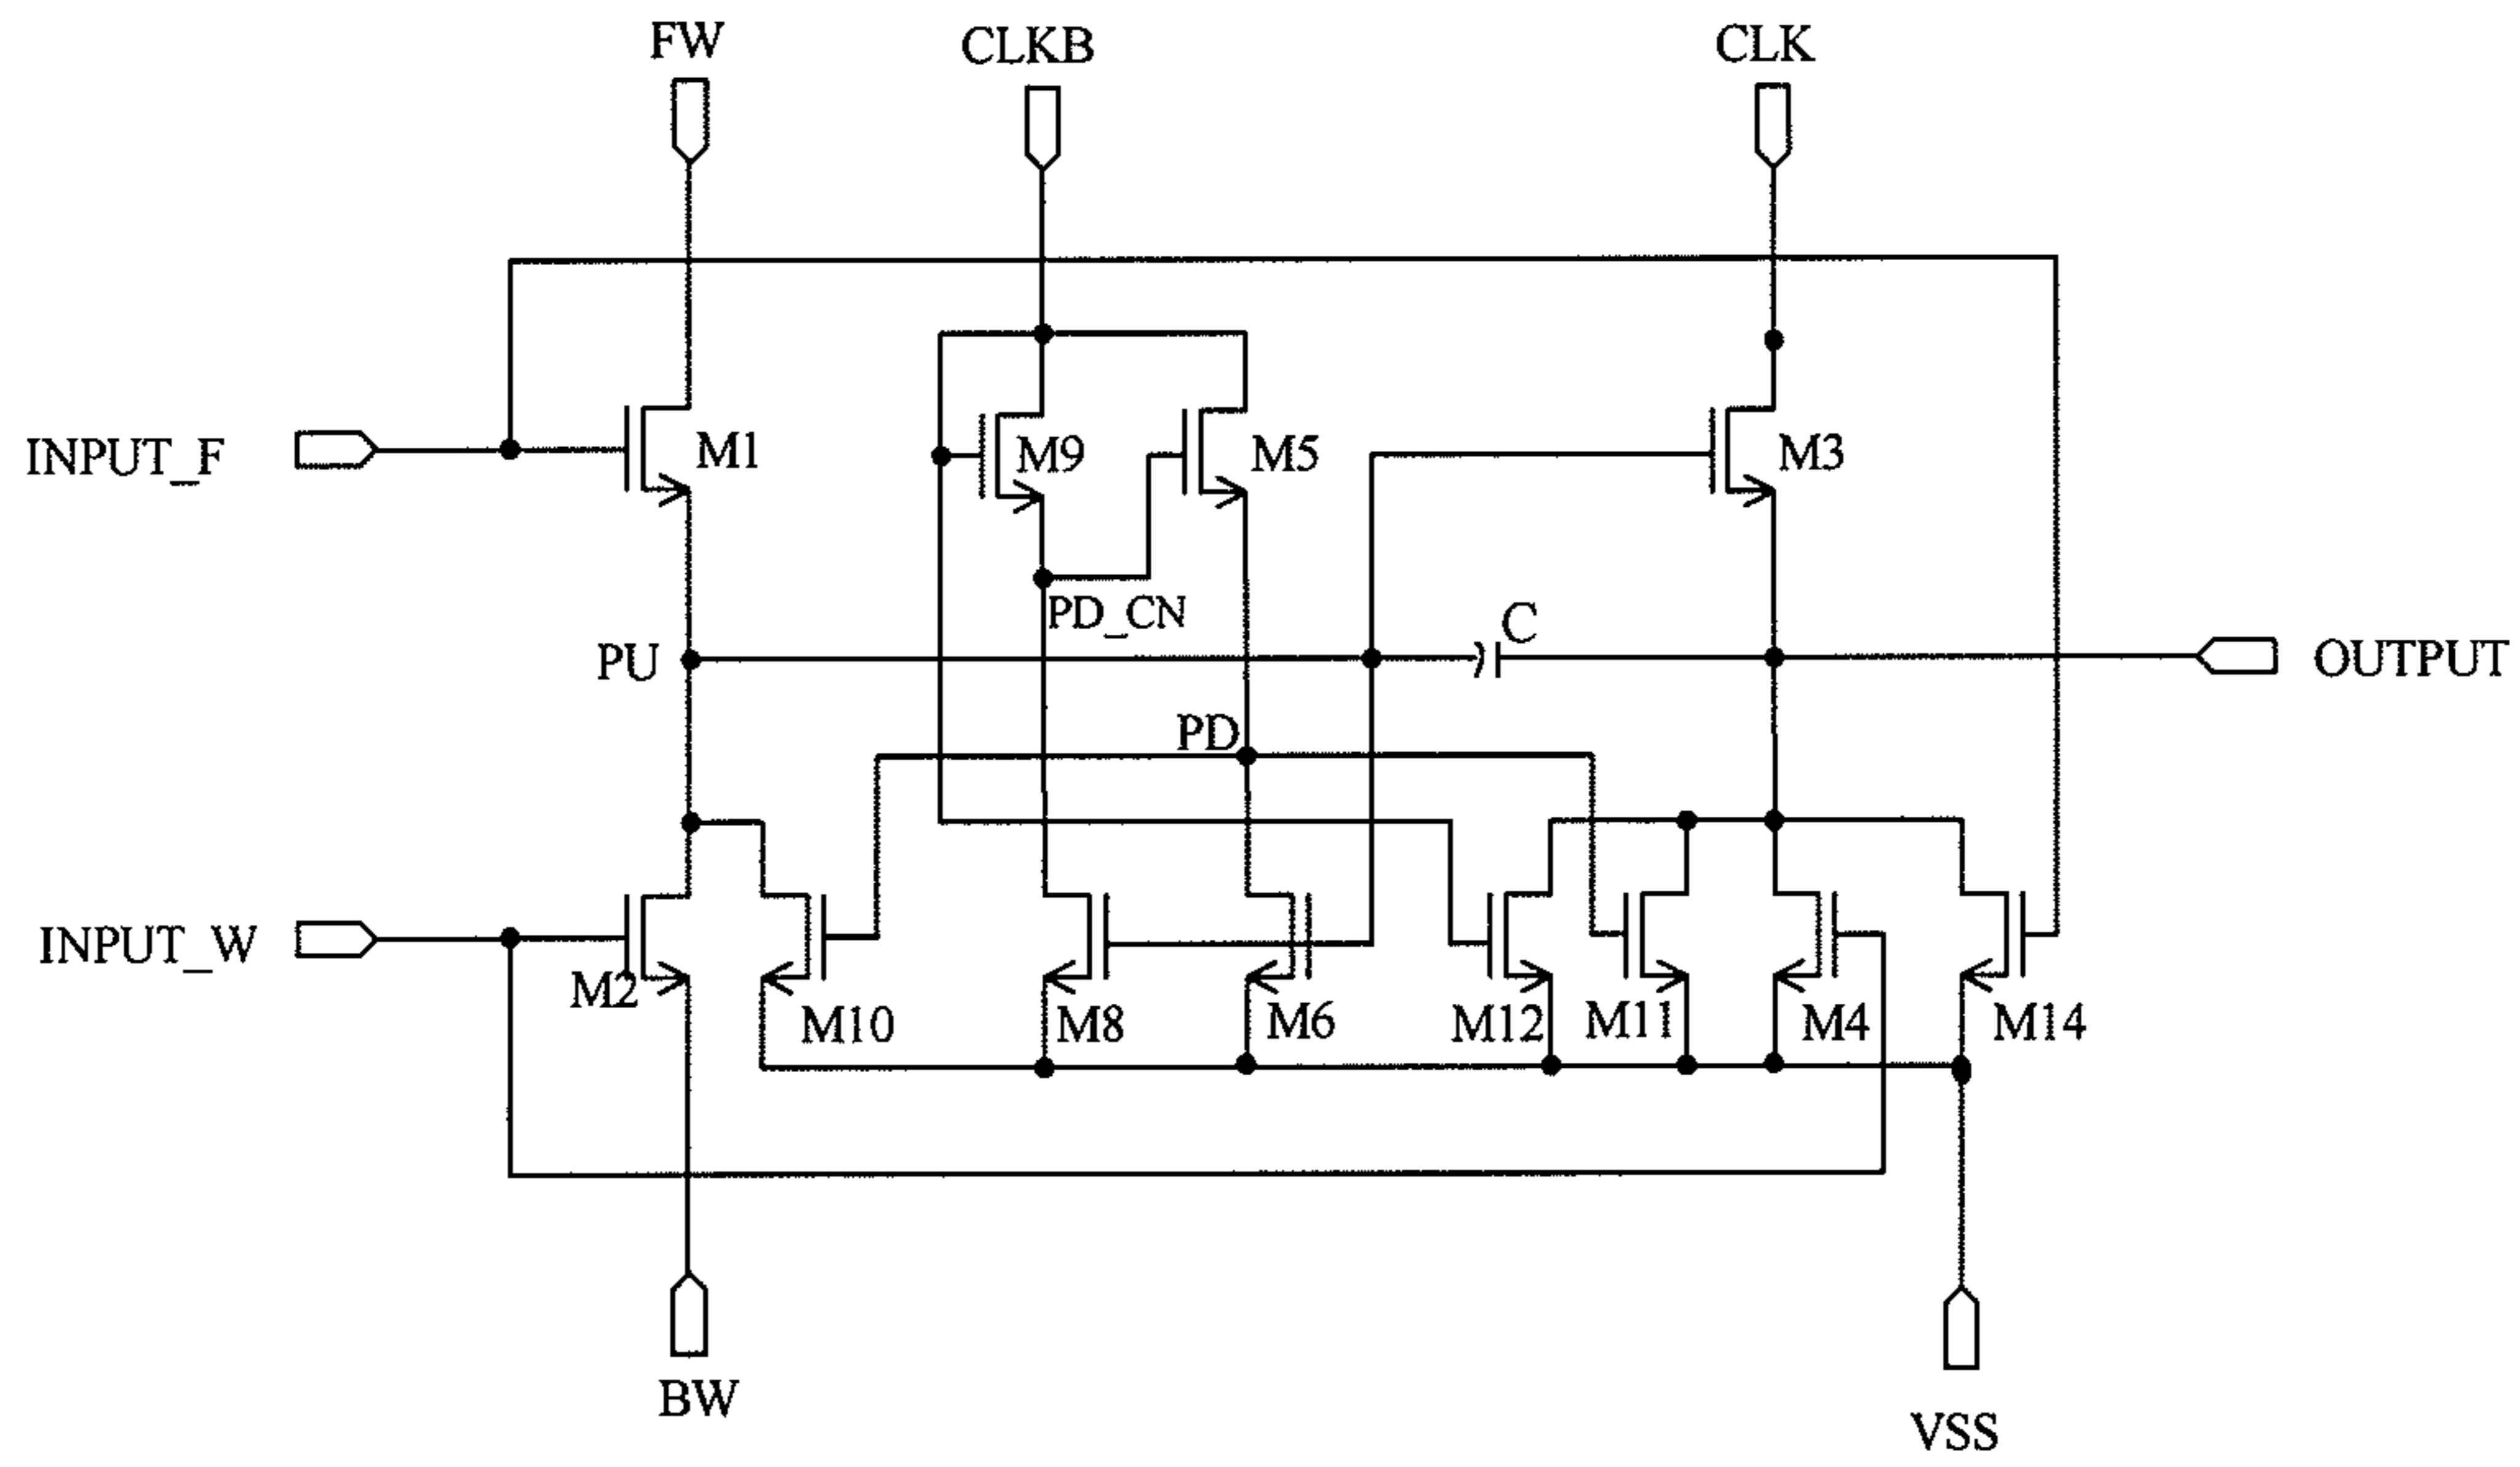 FW
CLKB
CLK
INPUT_F
M1
M9
M5
M3
PD_CN
C
PU
OUTPUT
PD
INPUT_W
M2
M10
M8
M6
M12
M11
M4
M14
BW
VSS